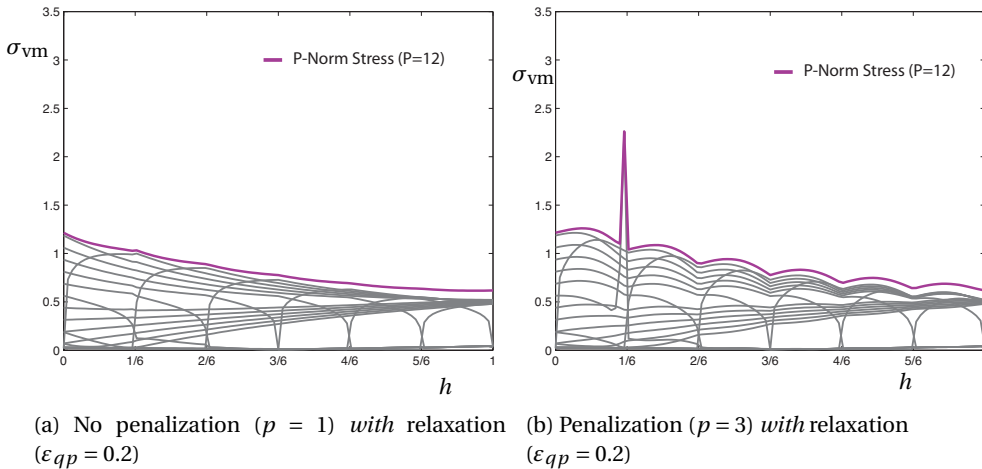 3.5
3
2.5
2
1.5
1
0.5
0
σvm
P-Norm Stress (P=12)
0 1/6 2/6 3/6 4/6 5/6 1
h
(a) No penalization (p = 1) with relaxation
(εqp = 0.2)
3.5
3
2.5
2
1.5
1
0.5
0
σvm
P-Norm Stress (P=12)
0 1/6 2/6 3/6 4/6 5/6
h
(b) Penalization (p = 3) with relaxation
(εqp = 0.2)